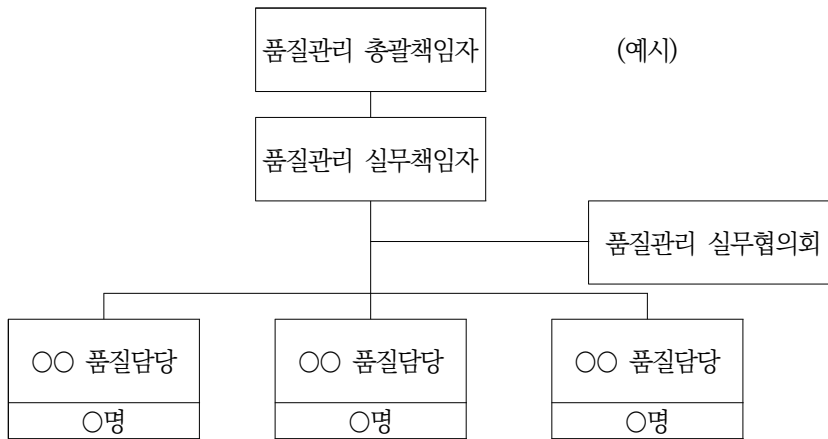 품질관리 총괄책임자
(예시)
품질관리 실무책임자
품질관리 실무협의회
○○ 품질담당
○○ 품질담당
○○ 품질담당
○명
○명
○명